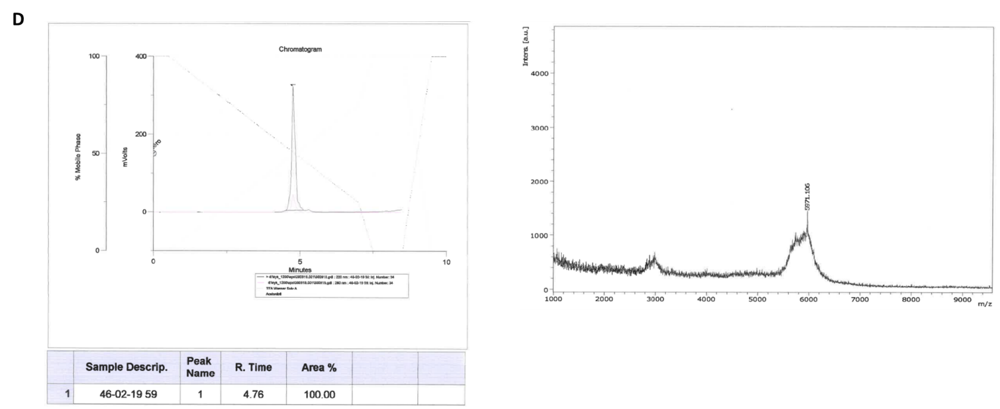 D
Chromatogram
100
50
0
% Mobile Phase
400
200
0
mVolts
0
5
10
Minutes
TFA Wasser Solv A
Acetonitril
Sample Descrip.
Peak Name
R. Time
Area %
1
46-02-19 59
1
4.76
100.00
Intens. [a.u.]
4000
3000
2000
1000
0
5971.106
1000
2000
3000
4000
5000
6000
7000
8000
9000
m/z